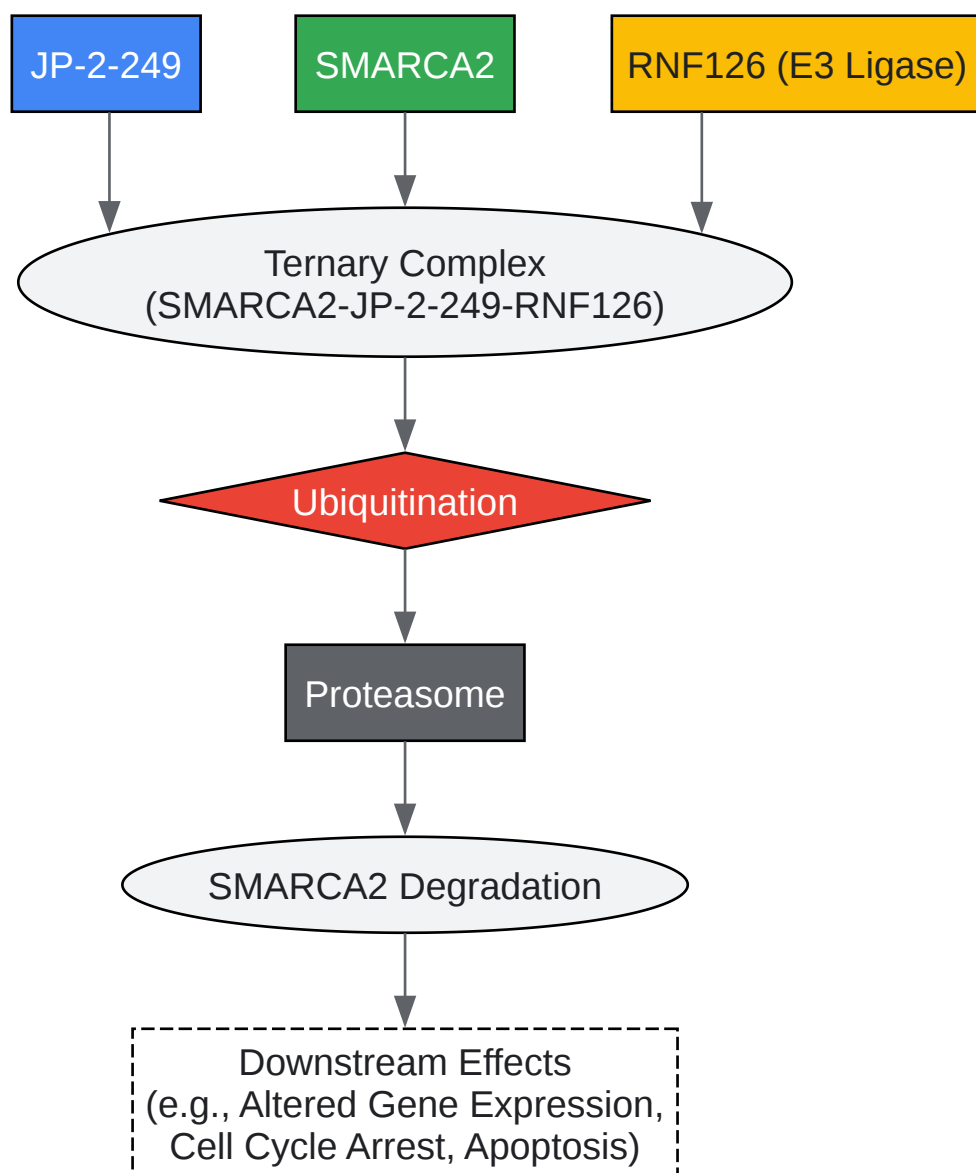 JP-2-249
SMARCA2
RNF126 (E3 Ligase)
Ternary Complex
(SMARCA2-JP-2-249-RNF126)
Ubiquitination
Proteasome
SMARCA2 Degradation
Downstream Effects
(e.g., Altered Gene Expression,
Cell Cycle Arrest, Apoptosis)